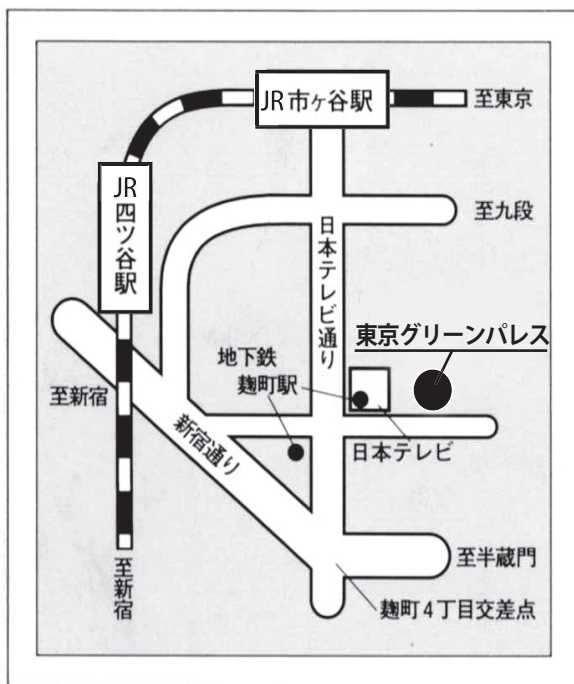 JR市ヶ谷駅
至東京
JR
四ツ谷駅
至九段
日本テレビ通り
東京グリーンパレス
地下鉄
麹町駅
至新宿
新宿通り
日本テレビ
至新宿
至半蔵門
麹町4丁目交差点